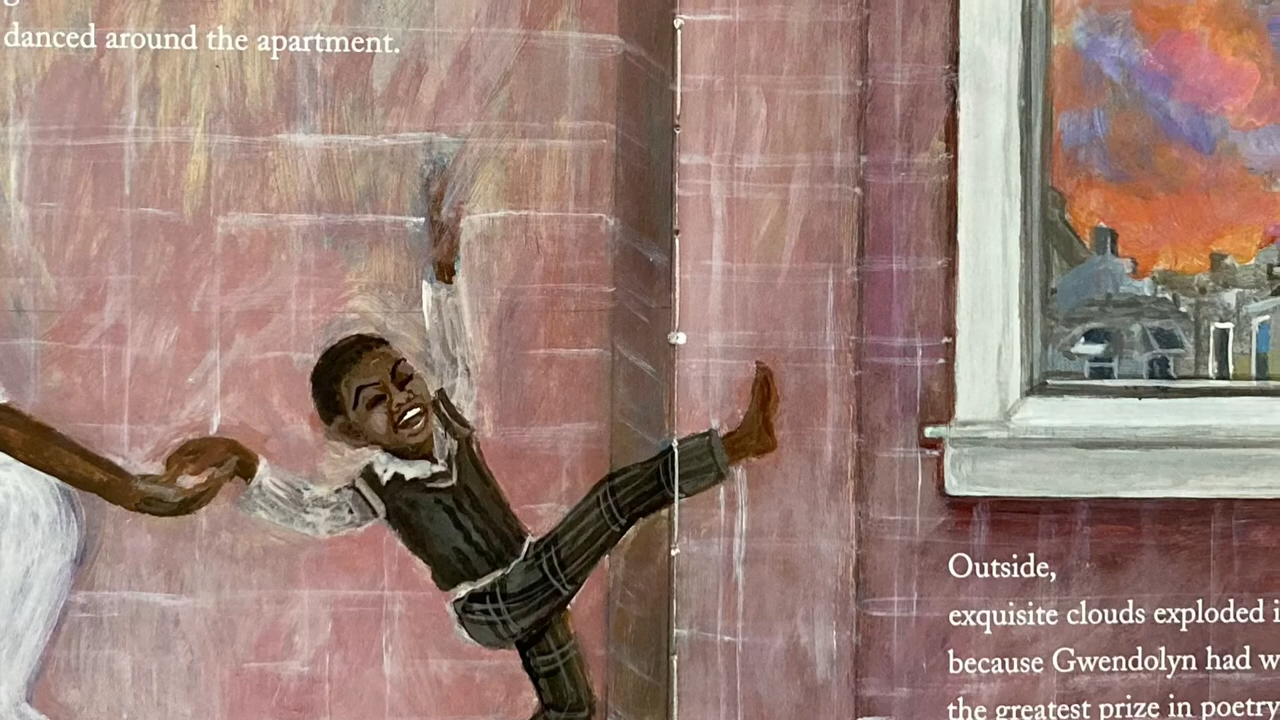 danced around the apartment.
Outside,
exquisite clouds exploded
because Gwendolyn had
the greatest prize in poetry